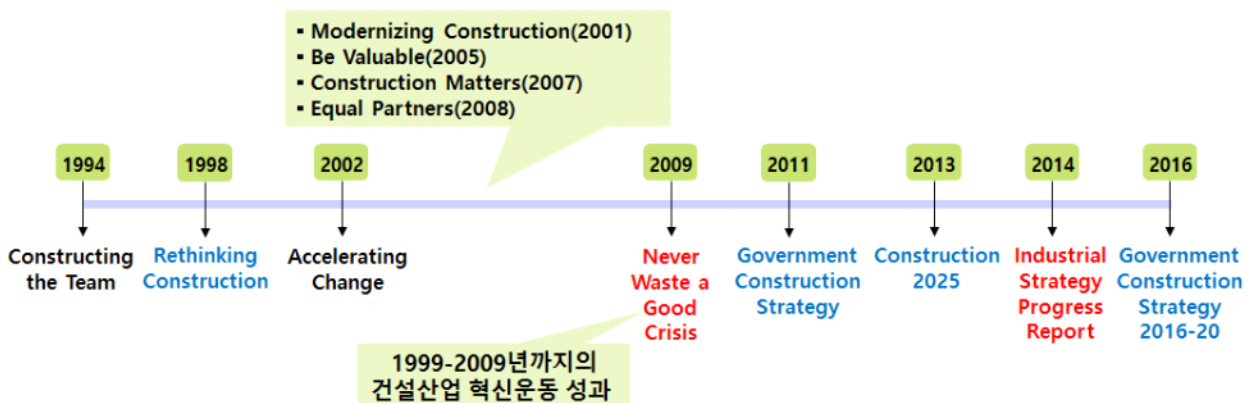 ▪ Modernizing Construction(2001)
▪ Be Valuable(2005)
▪ Construction Matters(2007)
▪ Equal Partners(2008)
1994
1998
2002
2009
2011
2013
2014
2016
Constructing
the Team
Rethinking
Construction
Accelerating
Change
Never
Waste a
Good
Crisis
Government
Construction
Strategy
Construction
2025
Industrial
Strategy
Progress
Report
Government
Construction
Strategy
2016-20
1999-2009년까지의
건설산업 혁신운동 성과